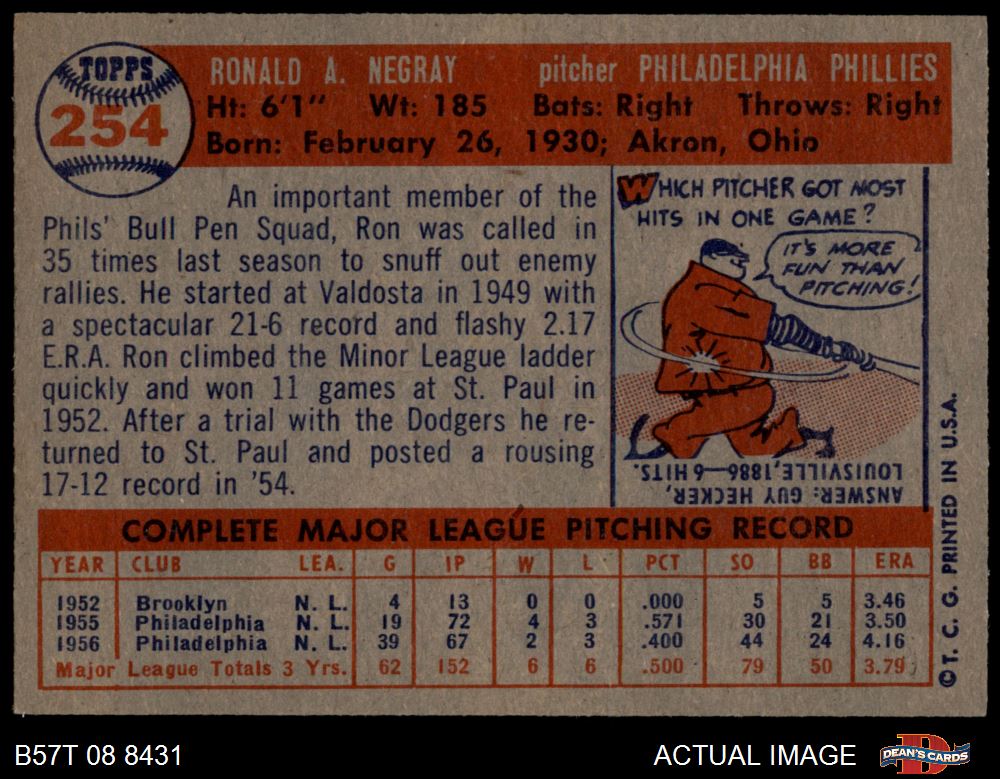 TOPPS
254
RONALD A. NEGRAY pitcher PHILADELPHIA PHILLIES
Ht: 6'1" Wt: 185 Bats: Right Throws: Right
Born: February 26, 1930; Akron, Ohio
An important member of the
Phils' Bull Pen Squad, Ron was called in
35 times last season to snuff out enemy
rallies. He started at Valdosta in 1949 with
a spectacular 21-6 record and flashy 2.17
E.R.A. Ron climbed the Minor League ladder
quickly and won 11 games at St. Paul in
1952. After a trial with the Dodgers he re-
turned to St. Paul and posted a rousing
17-12 record in '54.
WHICH PITCHER GOT MOST
HITS IN ONE GAME?
IT'S MORE
FUN THAN
PITCHING!
ANSWER: GUY HECKER,
LOUISVILLE, 1886—6 HITS.
COMPLETE MAJOR LEAGUE PITCHING RECORD
YEAR CLUB LEA. G IP W L PCT SO BB ERA
1952 Brooklyn N. L. 4 13 0 0 .000 5 5 3.46
1955 Philadelphia N. L. 19 72 4 3 .571 30 21 3.50
1956 Philadelphia N. L. 39 67 2 3 .400 44 24 4.16
Major League Totals 3 Yrs. 62 152 6 6 .500 79 50 3.79
© T. C. G. PRINTED IN U.S.A.
B57T 08 8431
ACTUAL IMAGE
DEAN'S CARDS